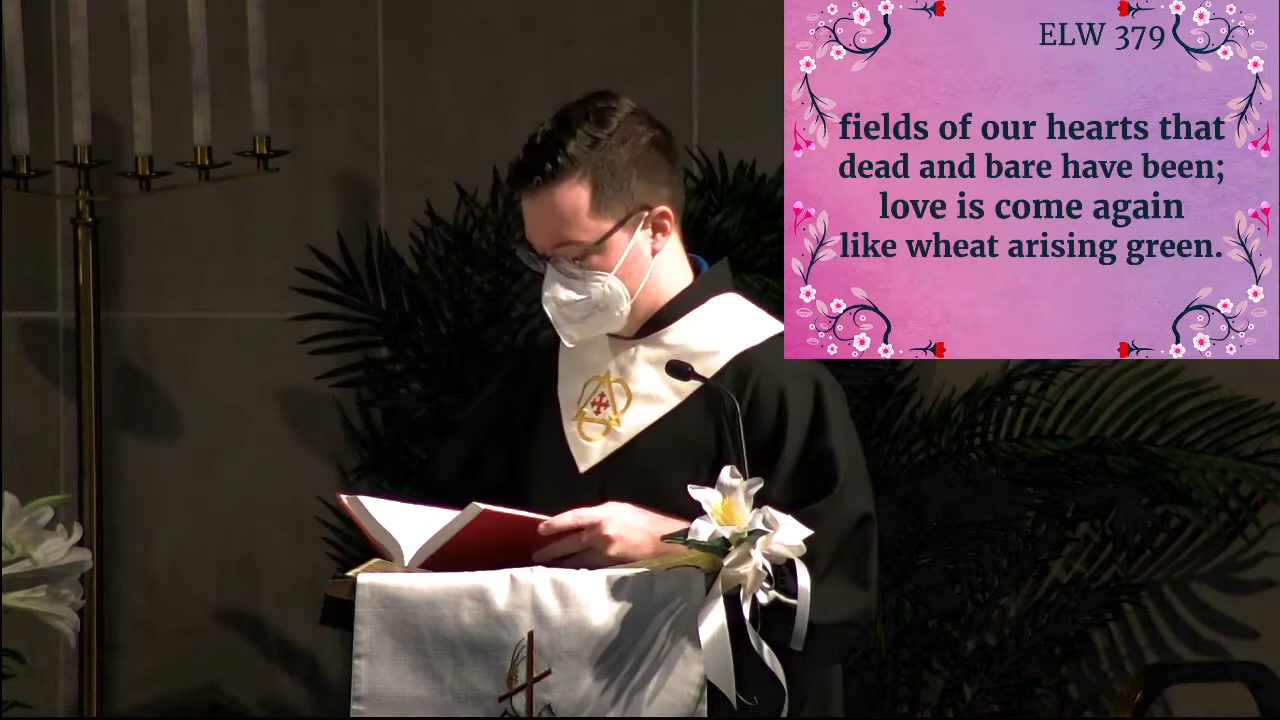 ELW 379
fields of our hearts that
dead and bare have been;
love is come again
like wheat arising green.